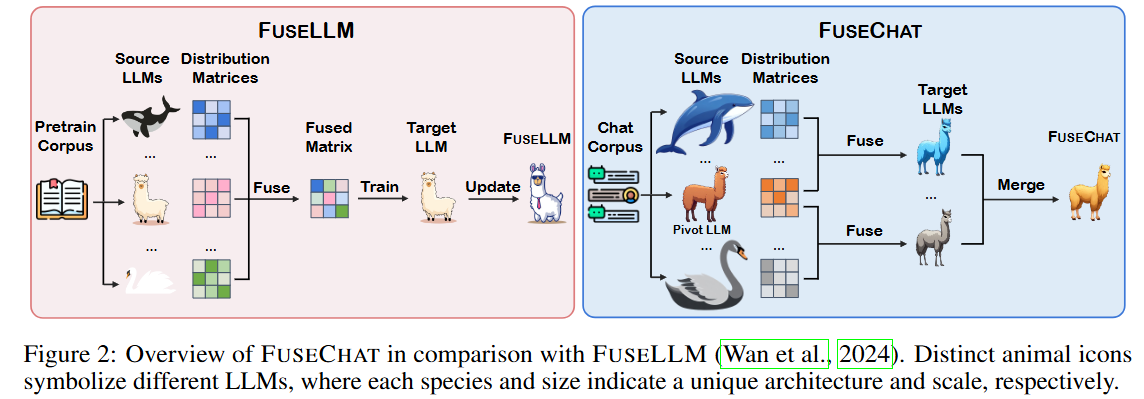 FUSELLM
Source LLMs
Distribution Matrices
Pretrain Corpus
...
...
Fuse
Fused Matrix
Train
Target LLM
Update
FUSELLM
...
...
FUSECHAT
Source LLMs
Distribution Matrices
Chat Corpus
...
...
Pivot LLM
...
...
Fuse
Fuse
Target LLMs
...
Merge
FUSECHAT
Figure 2: Overview of FUSECHAT in comparison with FUSELLM (Wan et al., 2024). Distinct animal icons
symbolize different LLMs, where each species and size indicate a unique architecture and scale, respectively.